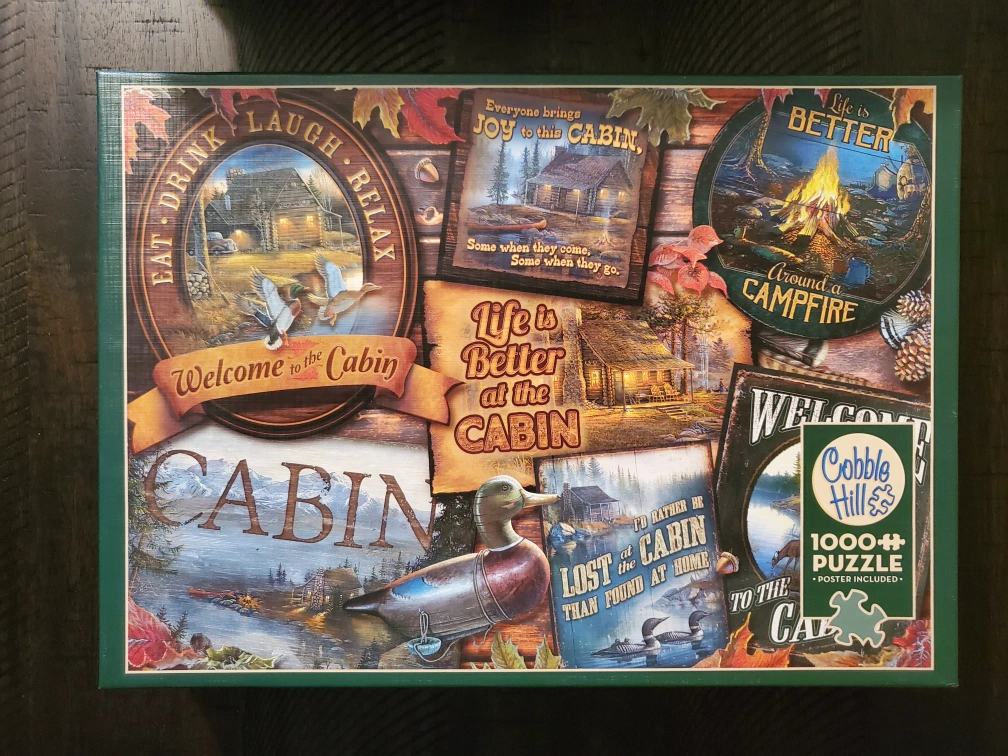 EAT · DRINK · LAUGH · RELAX
Welcome to the Cabin
Everyone brings
JOY to this CABIN,
Some when they come,
Some when they go.
Life is
BETTER
Around a
CAMPFIRE
Life is
Better
at the
CABIN
CABIN
I'D RATHER BE
LOST at the CABIN
THAN FOUND AT HOME
WELCOME
TO THE
CA
Cobble
Hill
1000
PUZZLE
• POSTER INCLUDED •